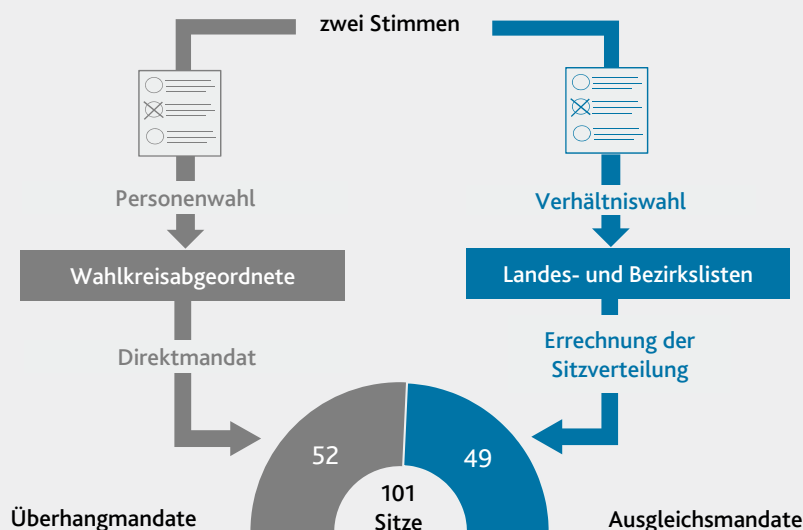 zwei Stimmen
Personenwahl
Verhältniswahl
Wahlkreisabgeordnete
Landes- und Bezirkslisten
Direktmandat
Errechnung der
Sitzverteilung
52
49
101
Sitze
Überhangmandate
Ausgleichsmandate